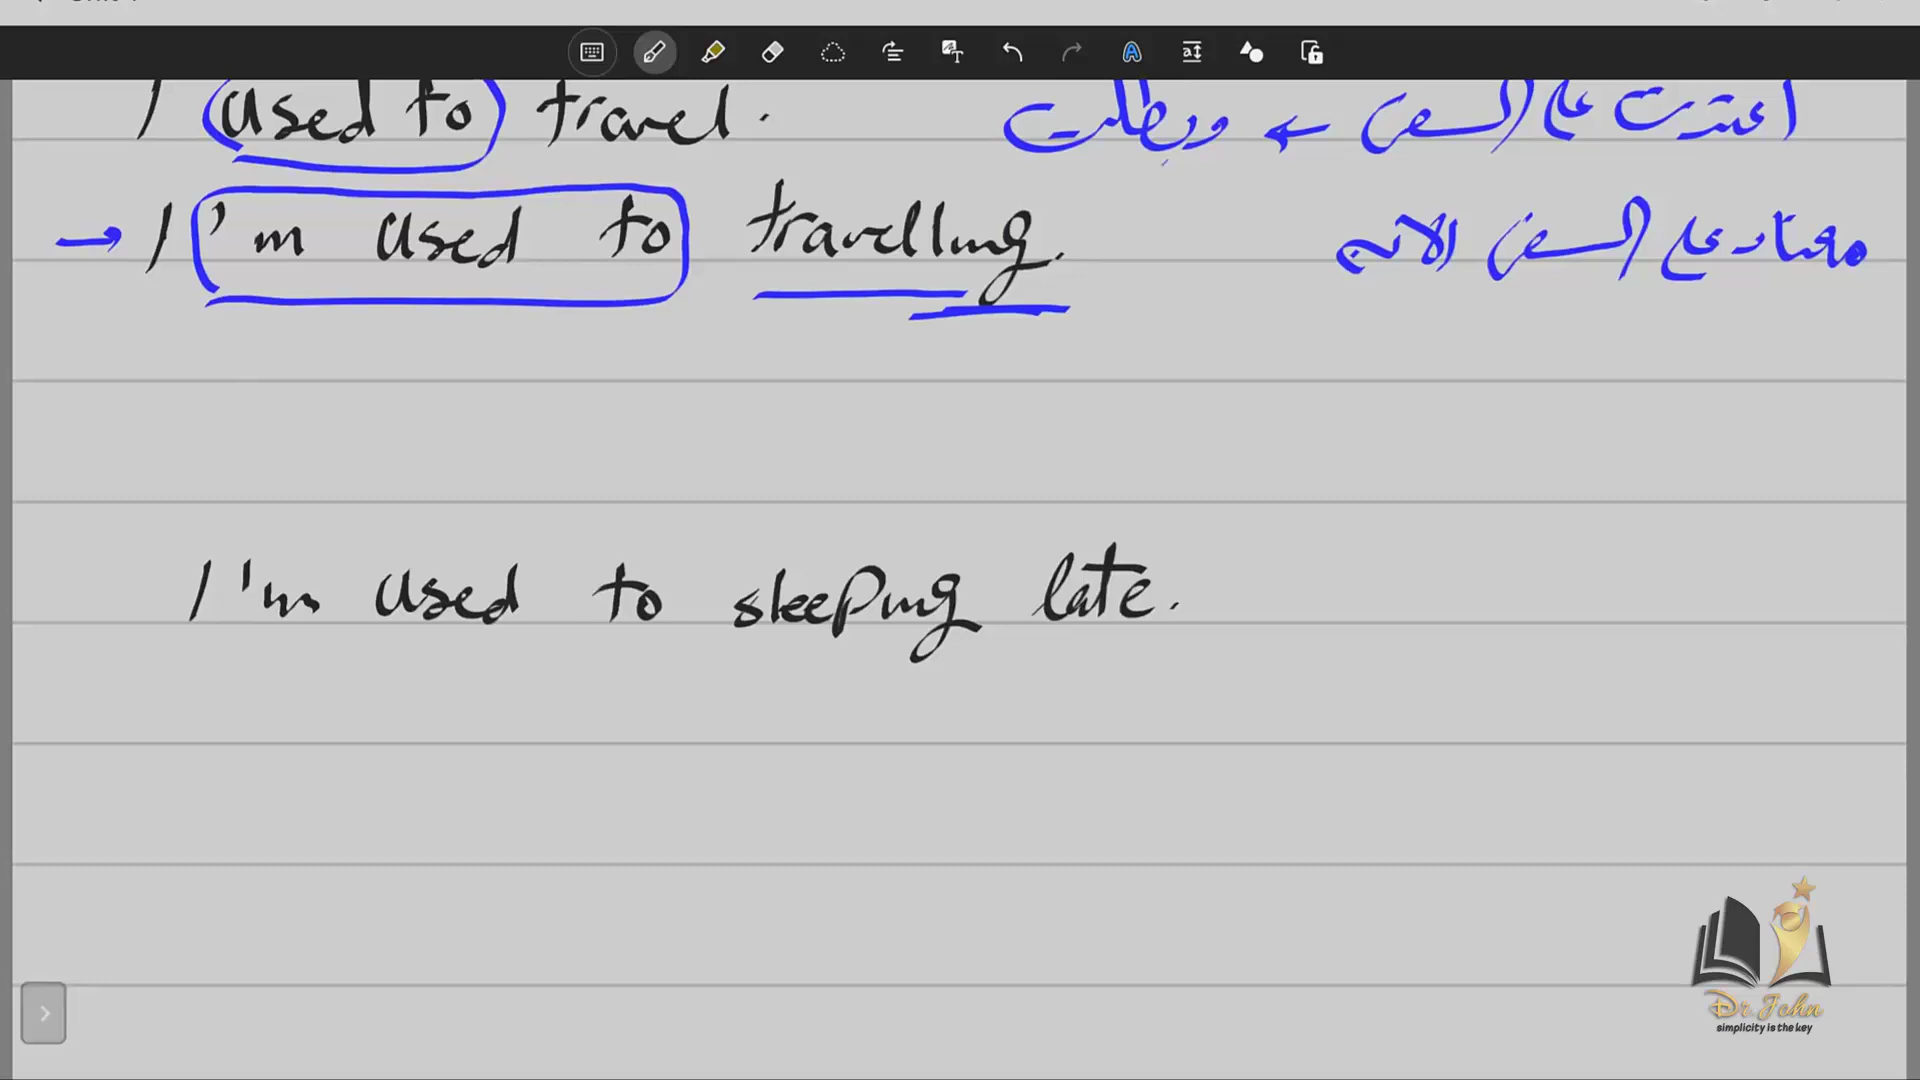 I used to travel. اعتدت على السفر ← وبطلت
→ I'm used to travelling. معتاد على السفر الان
I'm used to sleeping late.
Dr. John
simplicity is the key